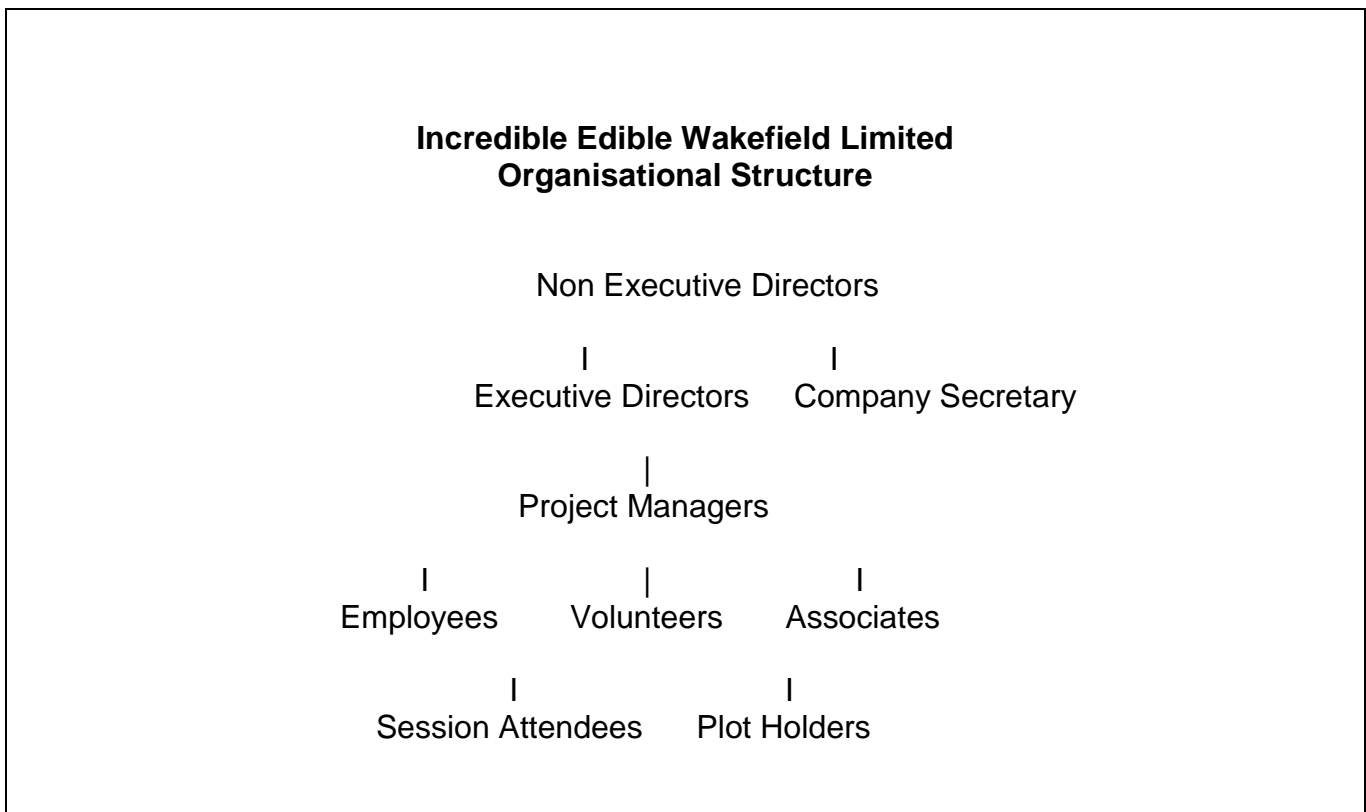 Incredible Edible Wakefield Limited
Organisational Structure
Non Executive Directors
I I
Executive Directors Company Secretary
|
Project Managers
I | I
Employees Volunteers Associates
I I
Session Attendees Plot Holders